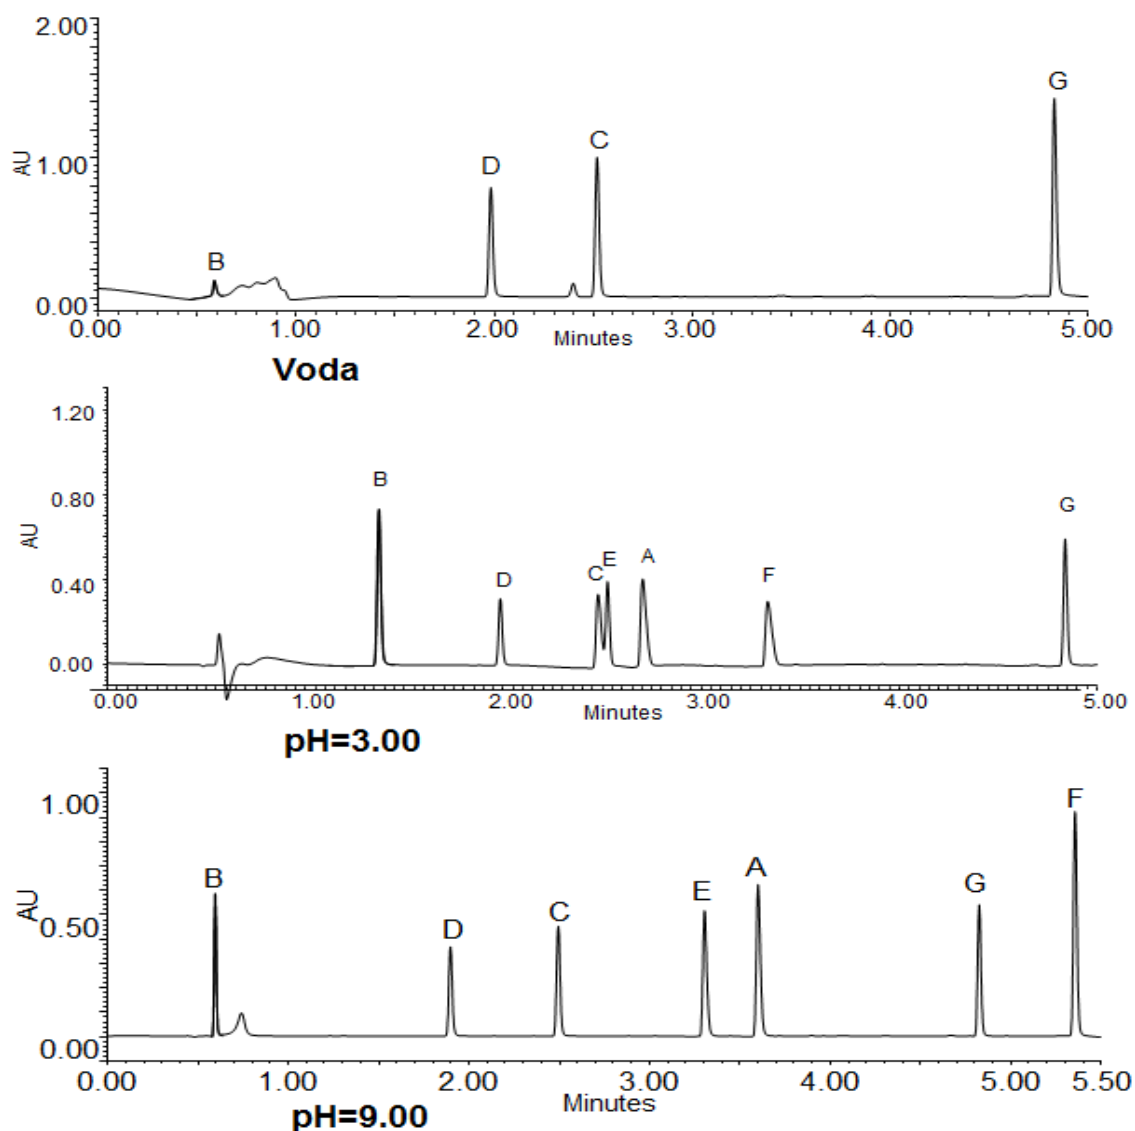 2.00
G
D
C
AU
1.00
B
0.00
0.00 1.00 2.00 3.00 4.00 5.00
Minutes
Voda
1.20
B
G
0.80
AU
E A
D C F
0.40
0.00
0.00 1.00 2.00 3.00 4.00 5.00
Minutes
pH=3.00
1.00
F
B
A
G
E
AU
C
D
0.50
0.00
0.00 1.00 2.00 3.00 4.00 5.00 5.50
Minutes
pH=9.00